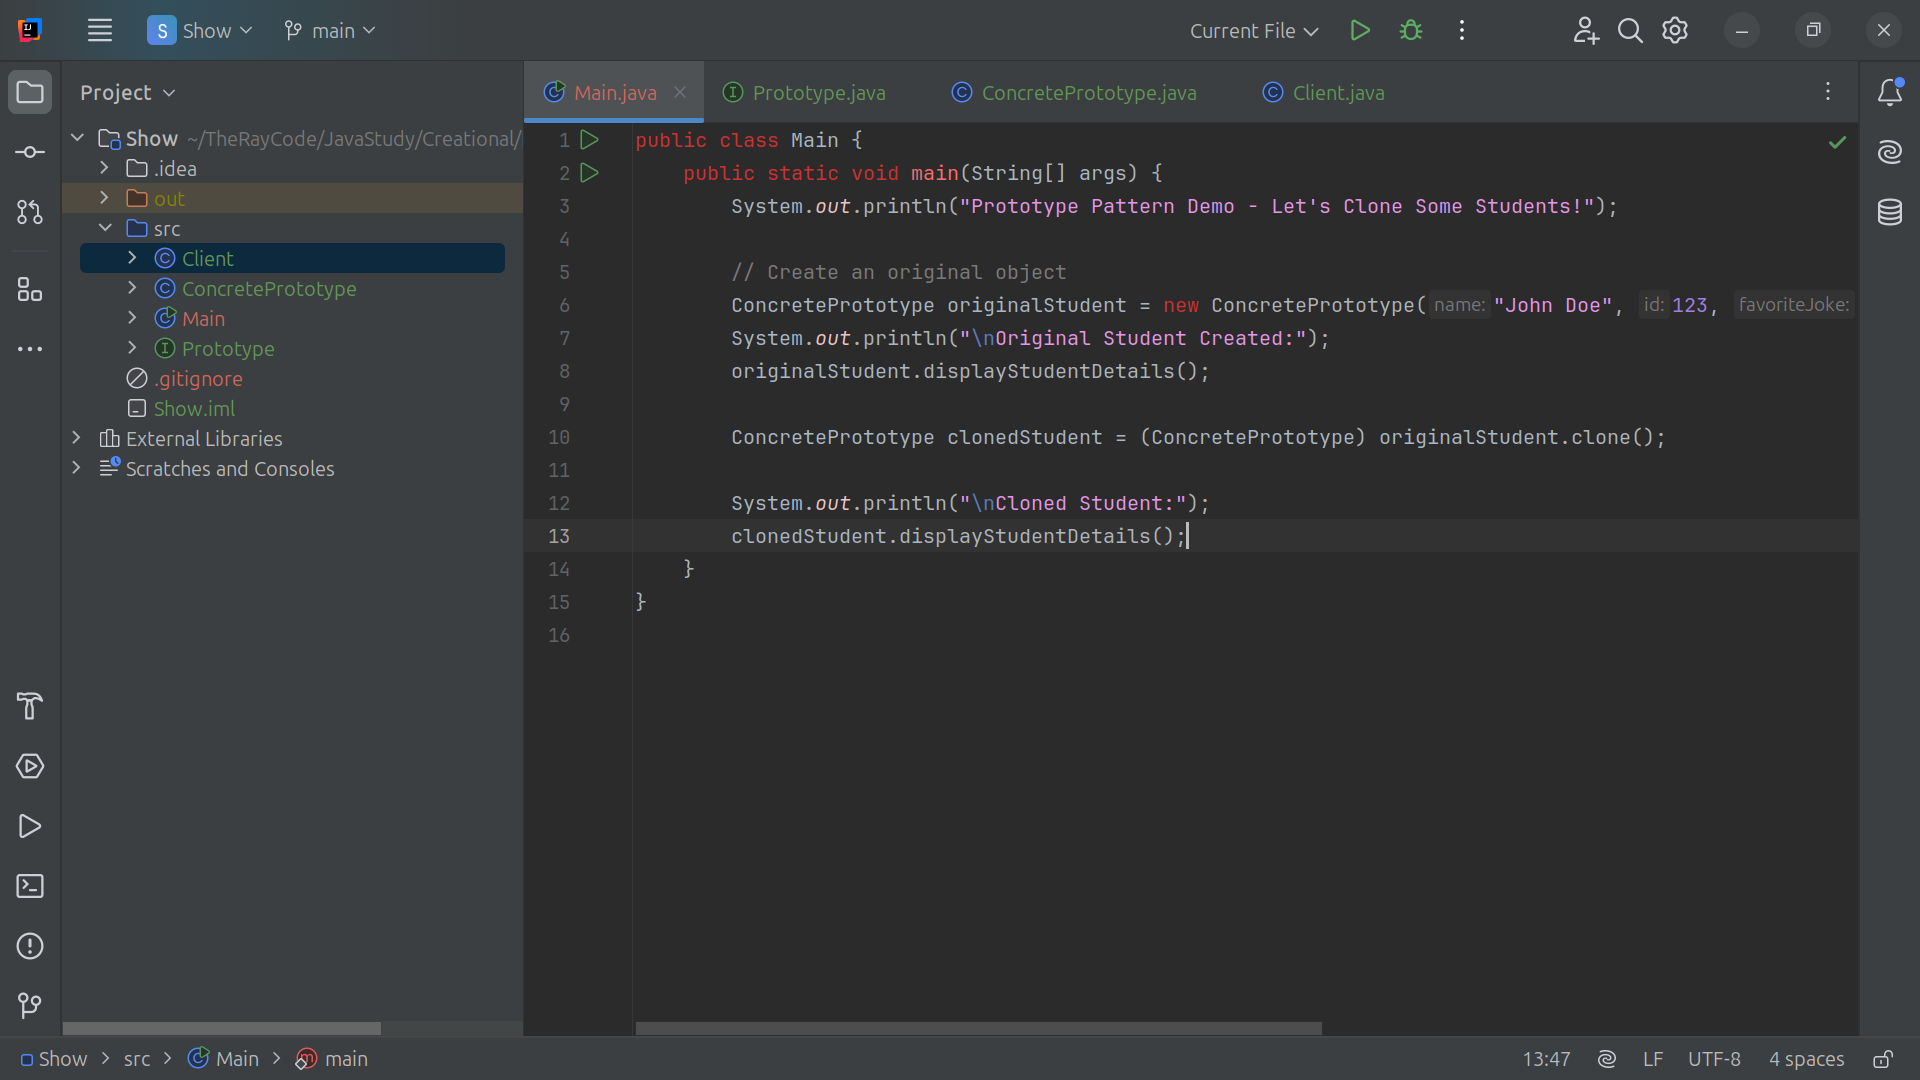 S Show main Current File
Project
Main.java Prototype.java ConcretePrototype.java Client.java
Show ~/TheRayCode/JavaStudy/Creational/
.idea
out
src
Client
ConcretePrototype
Main
Prototype
.gitignore
Show.iml
External Libraries
Scratches and Consoles
1 public class Main {
2 public static void main(String[] args) {
3 System.out.println("Prototype Pattern Demo - Let's Clone Some Students!");
4
5 // Create an original object
6 ConcretePrototype originalStudent = new ConcretePrototype( name: "John Doe", id: 123, favoriteJoke:
7 System.out.println("\nOriginal Student Created:");
8 originalStudent.displayStudentDetails();
9
10 ConcretePrototype clonedStudent = (ConcretePrototype) originalStudent.clone();
11
12 System.out.println("\nCloned Student:");
13 clonedStudent.displayStudentDetails();
14 }
15 }
16
Show > src > Main > main 13:47 LF UTF-8 4 spaces